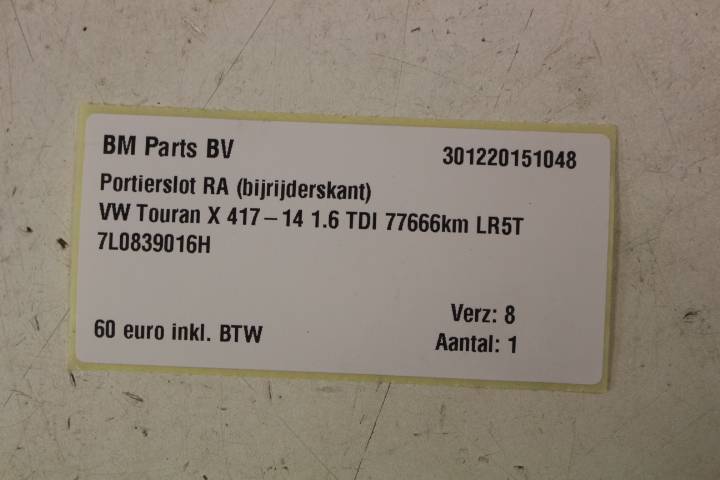 BM Parts BV 301220151048
Portierslot RA (bijrijderskant)
VW Touran X 417-14 1.6 TDI 77666km LR5T
7L0839016H
Verz: 8
60 euro inkl. BTW Aantal: 1